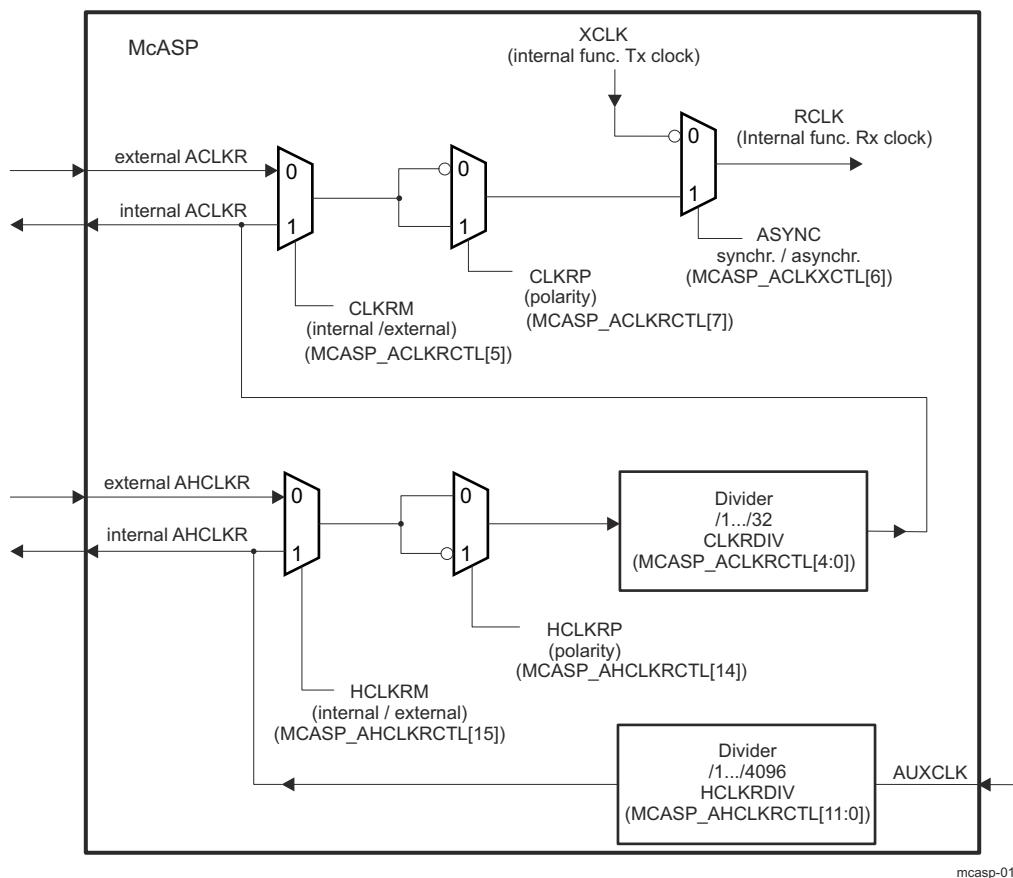 McASP
XCLK
(internal func. Tx clock)
RCLK
(Internal func. Rx clock)
external ACLKR
internal ACLKR
0
1
0
1
0
1
ASYNC
synchr. / asynchr.
(MCASP_ACLKXCTL[6])
CLKRP
(polarity)
(MCASP_ACLKRCTL[7])
CLKRM
(internal /external)
(MCASP_ACLKRCTL[5])
external AHCLKR
internal AHCLKR
0
1
0
1
Divider
/1.../32
CLKRDIV
(MCASP_ACLKRCTL[4:0])
HCLKRP
(polarity)
(MCASP_AHCLKRCTL[14])
HCLKRM
(internal / external)
(MCASP_AHCLKRCTL[15])
Divider
/1.../4096
HCLKRDIV
(MCASP_AHCLKRCTL[11:0])
AUXCLK
mcasp-01